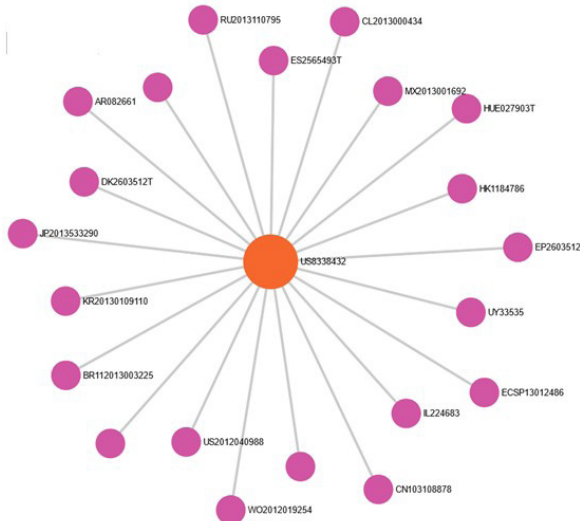 RU2013110795
CL2013000434
ES2565493T
MX2013001692
AR082661
HUE027903T
DK2603512T
HK1184786
JP2013533290
EP2603512
US8338432
KR20130109110
UY33535
BR112013003225
ECSP13012486
IL224683
US2012040988
CN103108878
WO2012019254